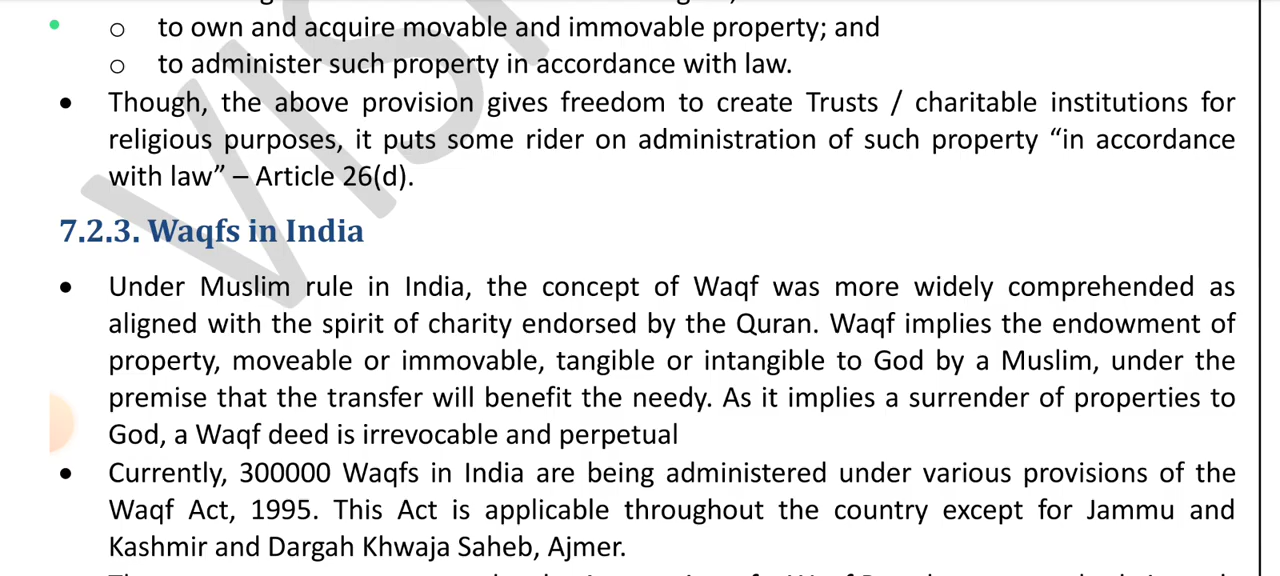 o to own and acquire movable and immovable property; and
o to administer such property in accordance with law.
• Though, the above provision gives freedom to create Trusts / charitable institutions for
religious purposes, it puts some rider on administration of such property “in accordance
with law” – Article 26(d).
7.2.3. Waqfs in India
• Under Muslim rule in India, the concept of Waqf was more widely comprehended as
aligned with the spirit of charity endorsed by the Quran. Waqf implies the endowment of
property, moveable or immovable, tangible or intangible to God by a Muslim, under the
premise that the transfer will benefit the needy. As it implies a surrender of properties to
God, a Waqf deed is irrevocable and perpetual
• Currently, 300000 Waqfs in India are being administered under various provisions of the
Waqf Act, 1995. This Act is applicable throughout the country except for Jammu and
Kashmir and Dargah Khwaja Saheb, Ajmer.